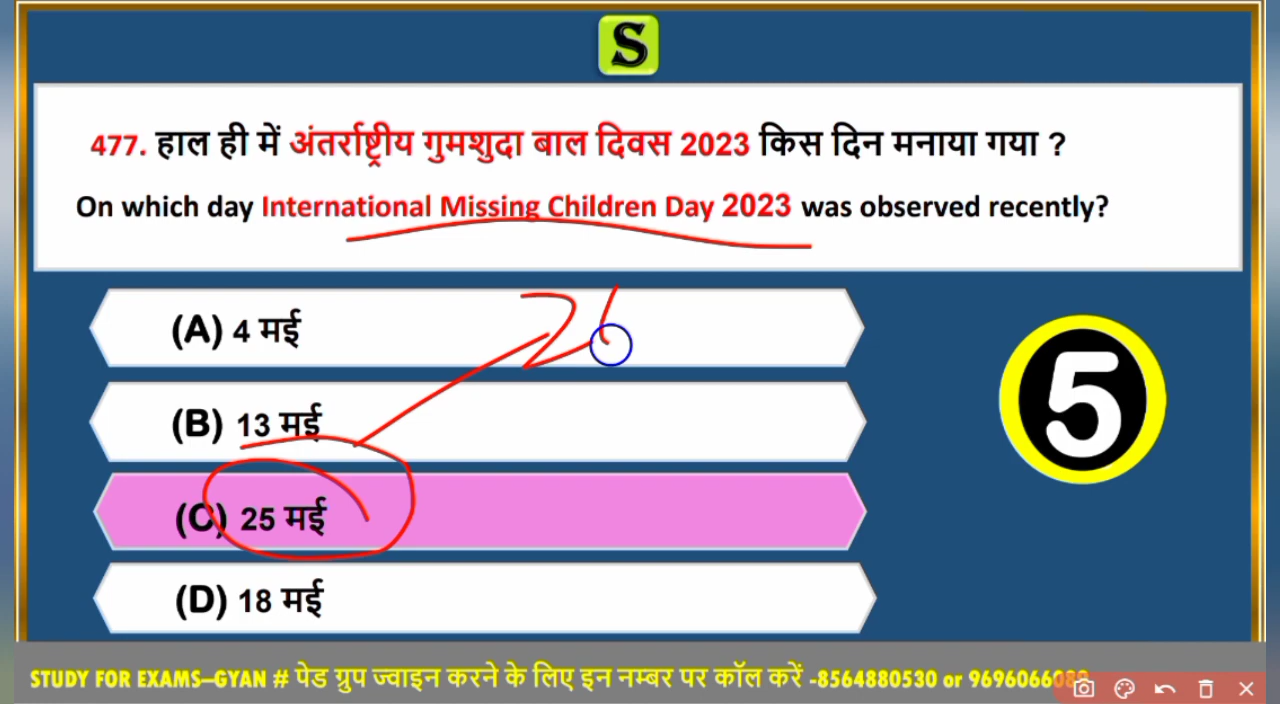 S
477. हाल ही में अंतर्राष्ट्रीय गुमशुदा बाल दिवस 2023 किस दिन मनाया गया ?
On which day International Missing Children Day 2023 was observed recently?
(A) 4 मई
(B) 13 मई
(C) 25 मई
(D) 18 मई
5
STUDY FOR EXAMS–GYAN # पेड ग्रुप ज्वाइन करने के लिए इन नम्बर पर कॉल करें -8564880530 or